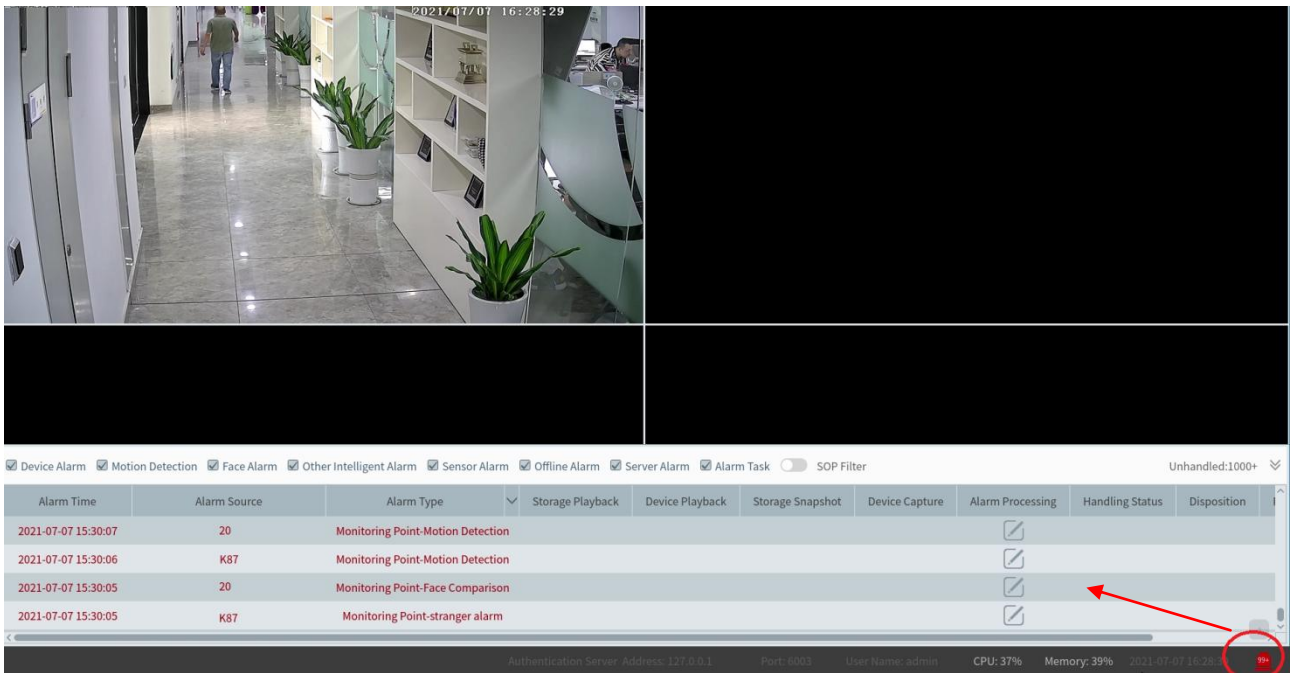 2021/07/07 16:28:29
Device Alarm Motion Detection Face Alarm Other Intelligent Alarm Sensor Alarm Offline Alarm Server Alarm Alarm Task SOP Filter Unhandled:1000+
Alarm Time Alarm Source Alarm Type Storage Playback Device Playback Storage Snapshot Device Capture Alarm Processing Handling Status Disposition
2021-07-07 15:30:07 20 Monitoring Point-Motion Detection
2021-07-07 15:30:06 K87 Monitoring Point-Motion Detection
2021-07-07 15:30:05 20 Monitoring Point-Face Comparison
2021-07-07 15:30:05 K87 Monitoring Point-stranger alarm
Authentication Server Address: 127.0.0.1 Port: 6003 User Name: admin CPU: 37% Memory: 39% 2021-07-07 99+